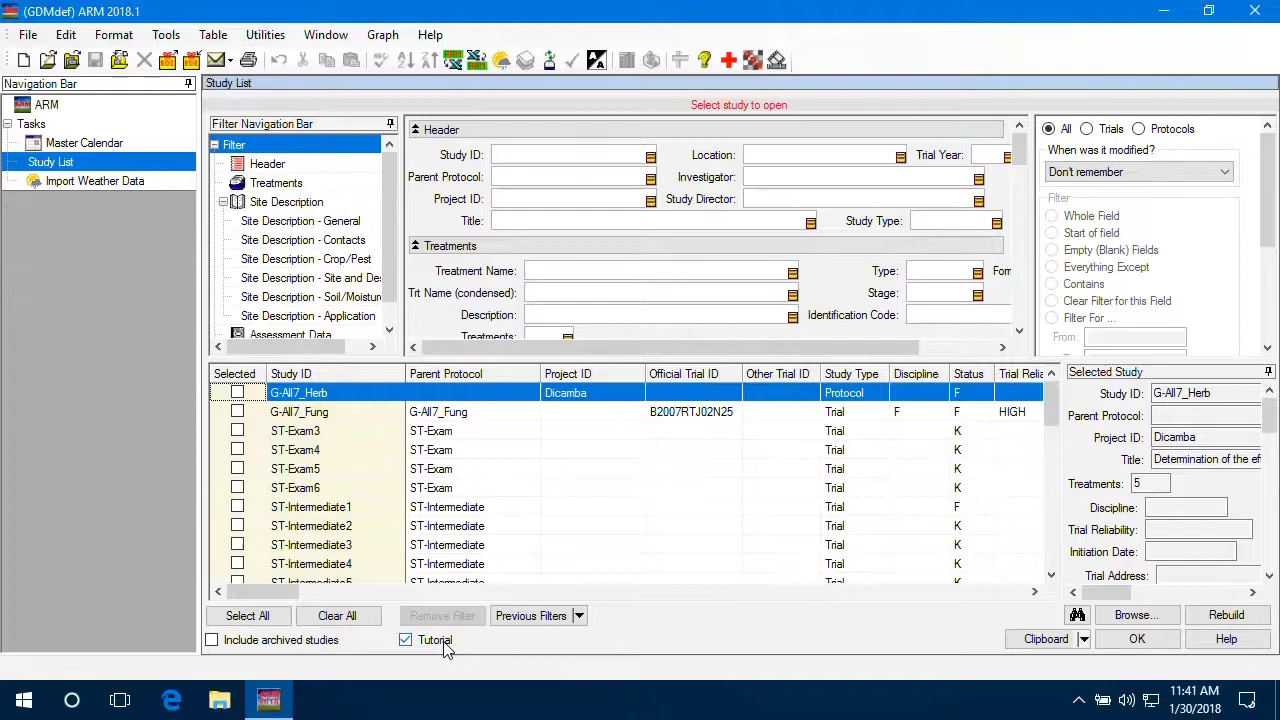 (GDMdef) ARM 2018.1
File Edit Format Tools Table Utilities Window Graph Help
Navigation Bar
ARM
Tasks
Master Calendar
Study List
Import Weather Data
Study List
Select study to open
Filter Navigation Bar
Filter
Header
Treatments
Site Description
Site Description - General
Site Description - Contacts
Site Description - Crop/Pest
Site Description - Site and De
Site Description - Soil/Moisture
Site Description - Application
Assessment Data
Header
Study ID: Location: Trial Year:
Parent Protocol: Investigator:
Project ID: Study Director:
Title: Study Type:
Treatments
Treatment Name: Type: Fom
Trt Name (condensed): Stage:
Description: Identification Code:
Treatments:
All Trials Protocols
When was it modified?
Don't remember
Filter
Whole Field
Start of field
Empty (Blank) Fields
Everything Except
Contains
Clear Filter for this Field
Filter For ...
From:
Selected Study ID Parent Protocol Project ID Official Trial ID Other Trial ID Study Type Discipline Status Trial Relia
G-All7_Herb Dicamba Protocol F
G-All7_Fung G-All7_Fung B2007RTJ02N25 Trial F F HIGH
ST-Exam3 ST-Exam Trial K
ST-Exam4 ST-Exam Trial K
ST-Exam5 ST-Exam Trial K
ST-Exam6 ST-Exam Trial K
ST-Intermediate1 ST-Intermediate Trial F
ST-Intermediate2 ST-Intermediate Trial K
ST-Intermediate3 ST-Intermediate Trial K
ST-Intermediate4 ST-Intermediate Trial K
ST-Intermediate5 ST-Intermediate Trial K
Selected Study
Study ID: G-All7_Herb
Parent Protocol:
Project ID: Dicamba
Title: Determination of the ef
Treatments: 5
Discipline:
Trial Reliability:
Initiation Date:
Trial Address:
Select All Clear All Remove Filter Previous Filters Browse... Rebuild
Include archived studies Tutorial Clipboard OK Help
11:41 AM
1/30/2018